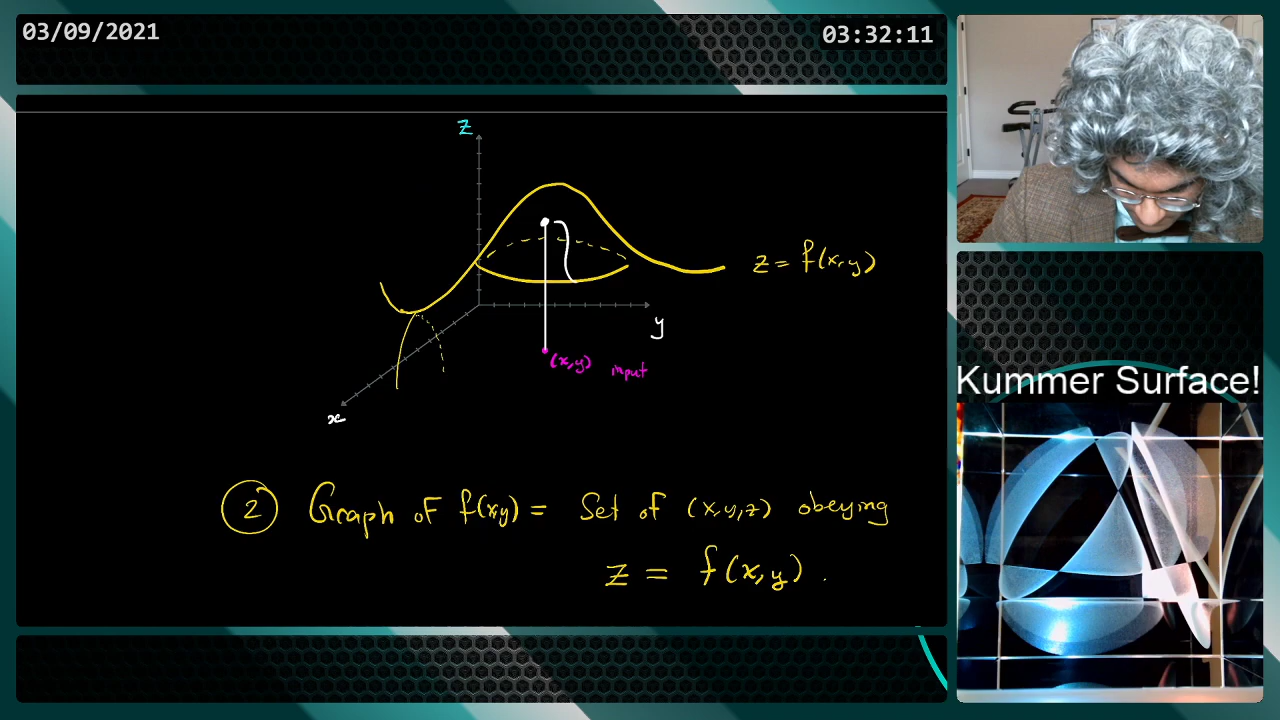 03/09/2021
03:32:11
z
z = f(x,y)
y
(x,y) input
x
Kummer Surface!
2 Graph of f(x,y) = Set of (x,y,z) obeying
z = f(x,y).